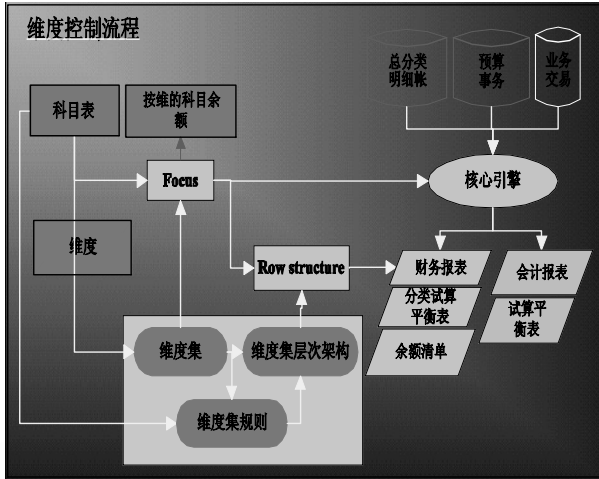 维度控制流程
总分类
明细帐
预算
事务
业务
交易
科目表
按维的科目余
额
Focus
核心引擎
维度
Row structure
财务报表
会计报表
分类试算
平衡表
试算平
衡表
余额清单
维度集
维度集层次架构
维度集规则